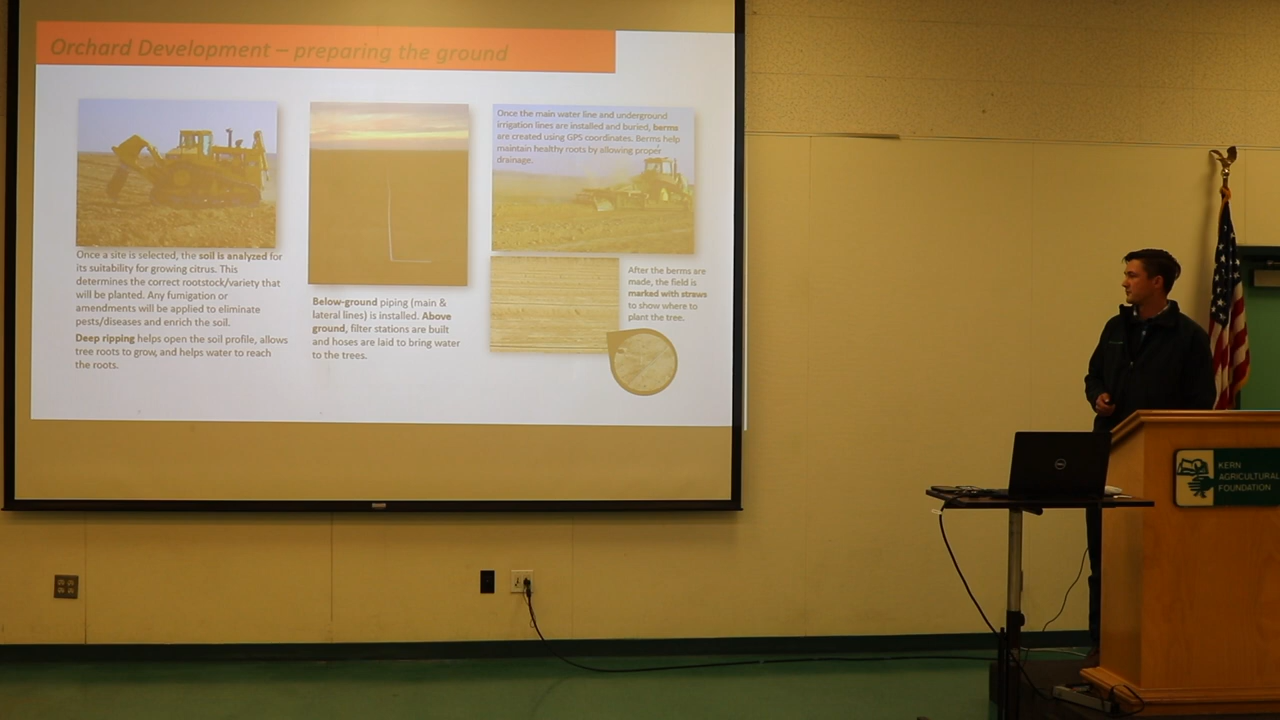 Orchard Development – preparing the ground
Once a site is selected, the soil is analyzed for
its suitability for growing citrus. This
determines the correct rootstock/variety that
will be planted. Any fumigation or
amendments will be applied to eliminate
pests/diseases and enrich the soil.
Deep ripping helps open the soil profile, allows
tree roots to grow, and helps water to reach
the roots.
Below-ground piping (main &
lateral lines) is installed. Above
ground, filter stations are built
and hoses are laid to bring water
to the trees.
Once the main water line and underground
irrigation lines are installed and buried, berms
are created using GPS coordinates. Berms help
maintain healthy roots by allowing proper
drainage.
After the berms are
made, the field is
marked with straws
to show where to
plant the tree.
DELL
KERN
AGRICULTURAL
FOUNDATION